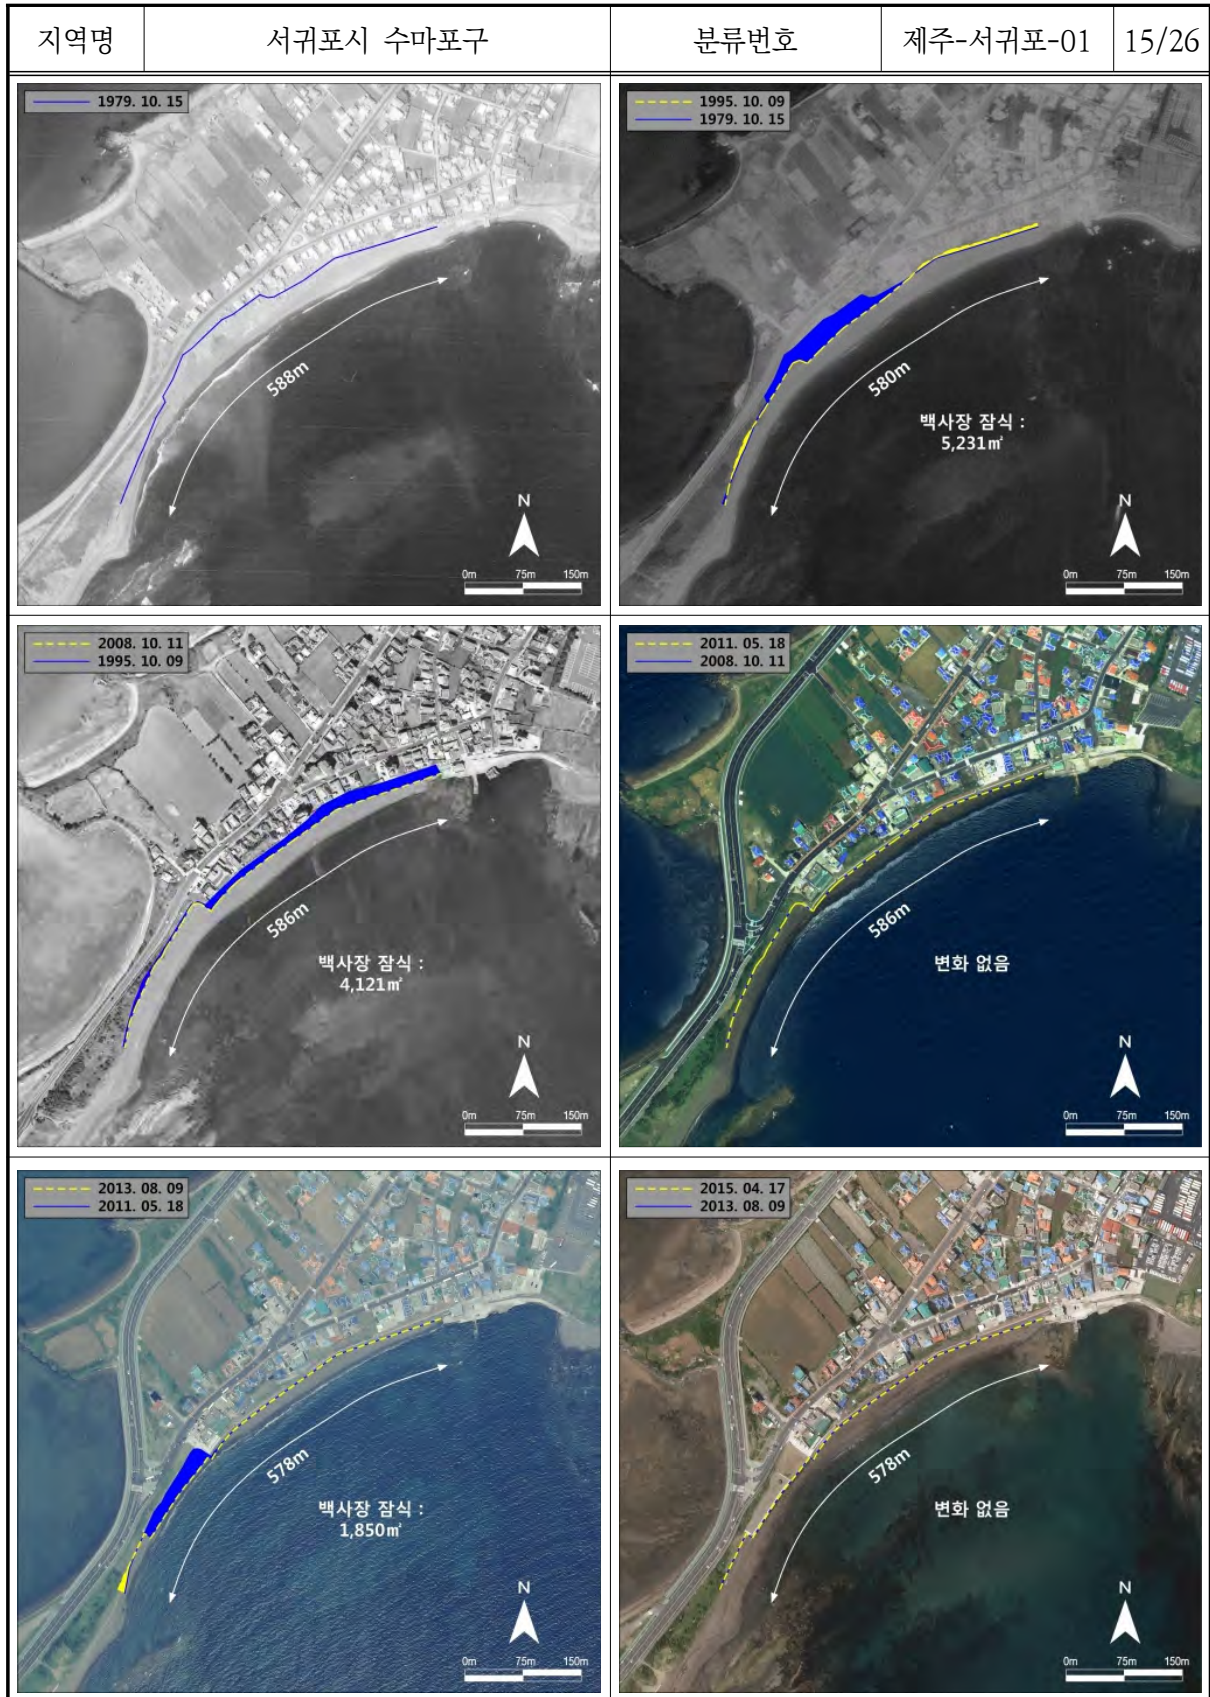 지역명 서귀포시 수마포구 분류번호 제주-서귀포-01 15/26
1979. 10. 15
588m
N
0m 75m 150m
1995. 10. 09
1979. 10. 15
580m
백사장 잠식 :
5,231㎡
N
0m 75m 150m
2008. 10. 11
1995. 10. 09
586m
백사장 잠식 :
4,121㎡
N
0m 75m 150m
2011. 05. 18
2008. 10. 11
586m
변화 없음
N
0m 75m 150m
2013. 08. 09
2011. 05. 18
578m
백사장 잠식 :
1,850㎡
N
0m 75m 150m
2015. 04. 17
2013. 08. 09
578m
변화 없음
N
0m 75m 150m